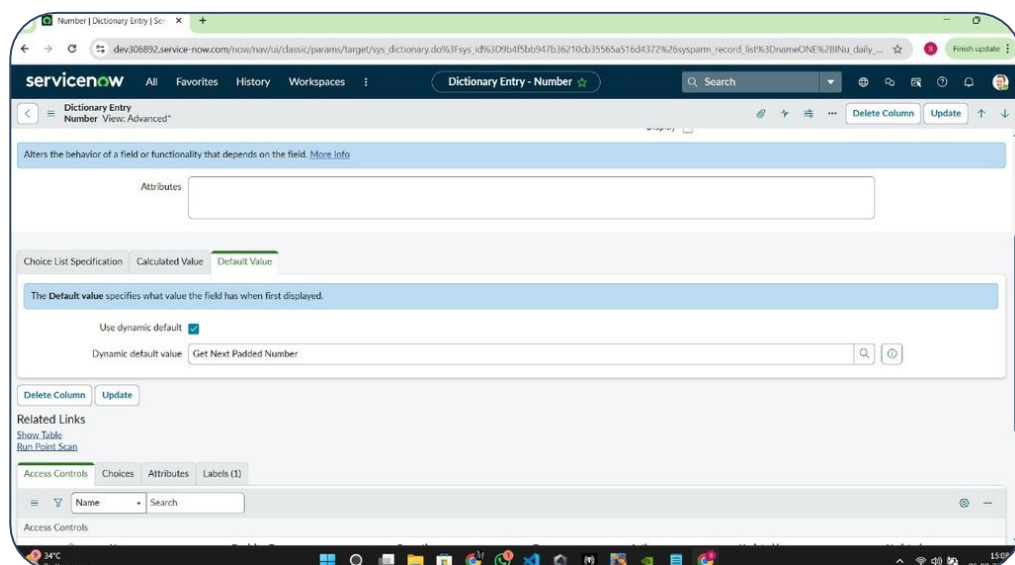 Number | Dictionary Entry | Ser
dev306892.service-now.com/now/nav/ui/classic/params/target/sys_dictionary.do%3Fsys_id%3D9b4f5bb947b36210cb35565a516d4372%26sysparm_record_list%3DnameONE%2BINu_daily_...
S
Finish update
servicenow All Favorites History Workspaces Dictionary Entry - Number Search
Dictionary Entry
Number View: Advanced*
Delete Column Update
Display
Alters the behavior of a field or functionality that depends on the field. More Info
Attributes
Choice List Specification Calculated Value Default Value
The Default value specifies what value the field has when first displayed.
Use dynamic default
Dynamic default value Get Next Padded Number
Delete Column Update
Related Links
Show Table
Run Point Scan
Access Controls Choices Attributes Labels (1)
Name Search
Access Controls
34°C
15:08